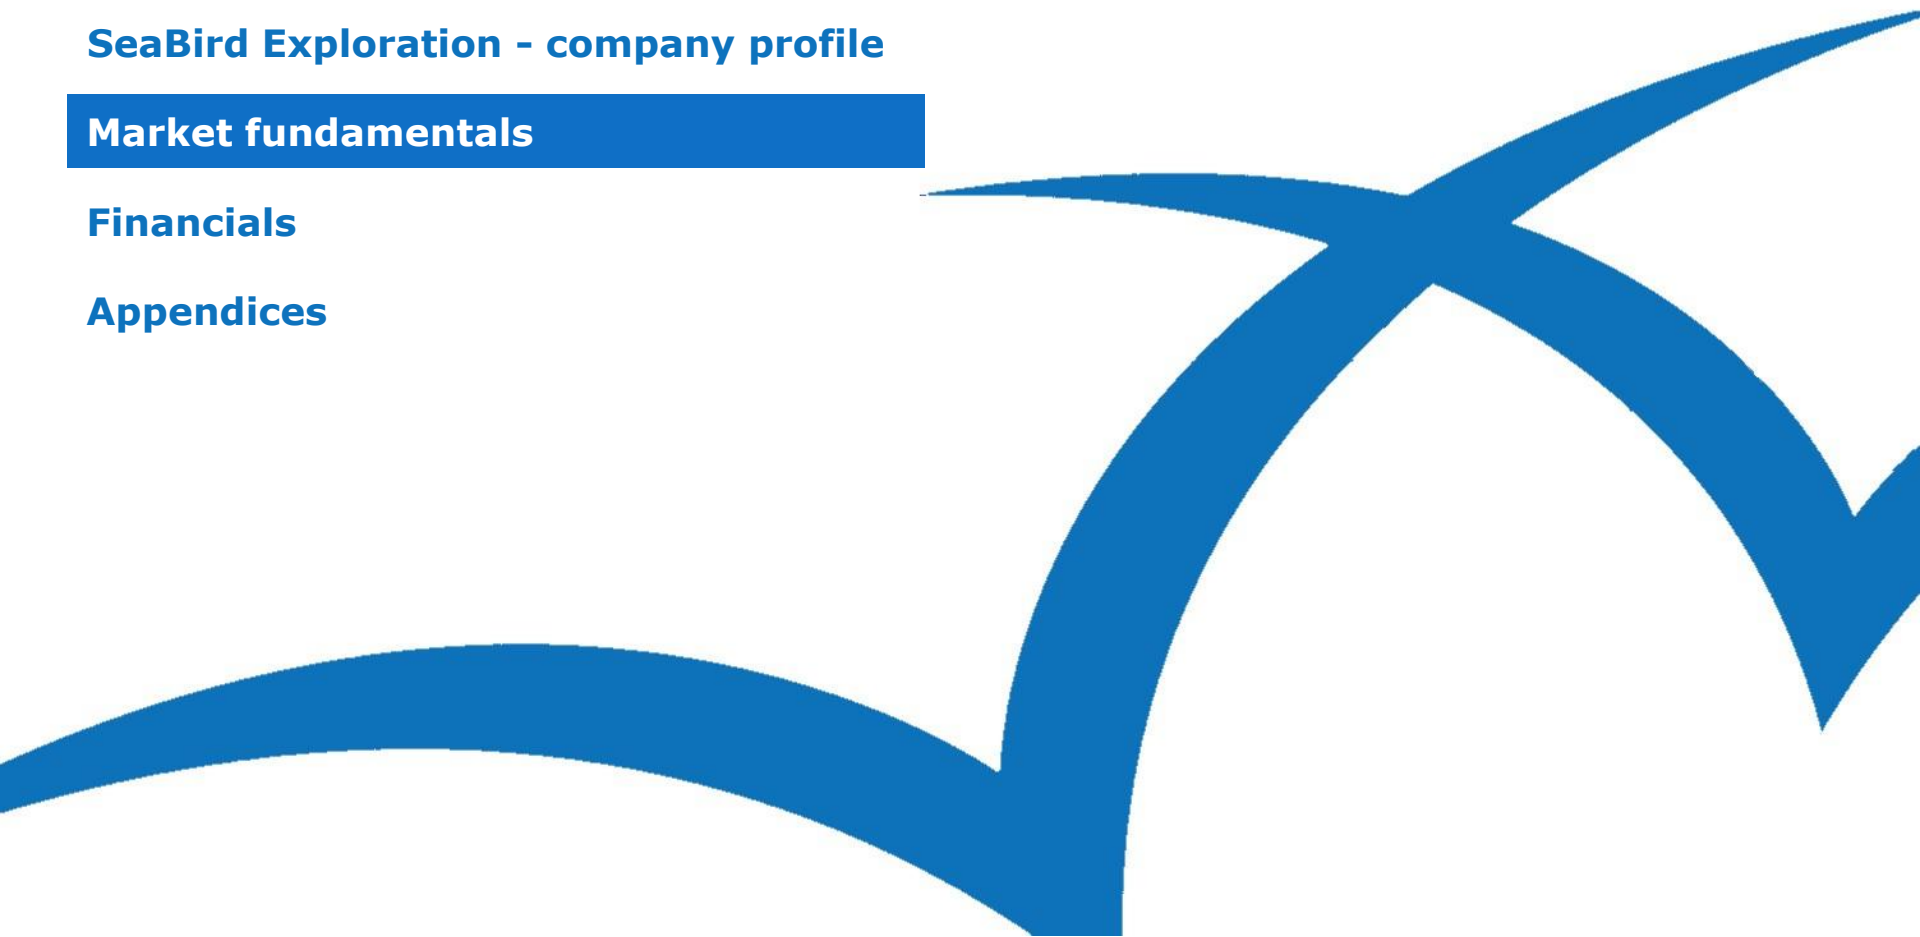 SeaBird Exploration - company profile
Market fundamentals
Financials
Appendices